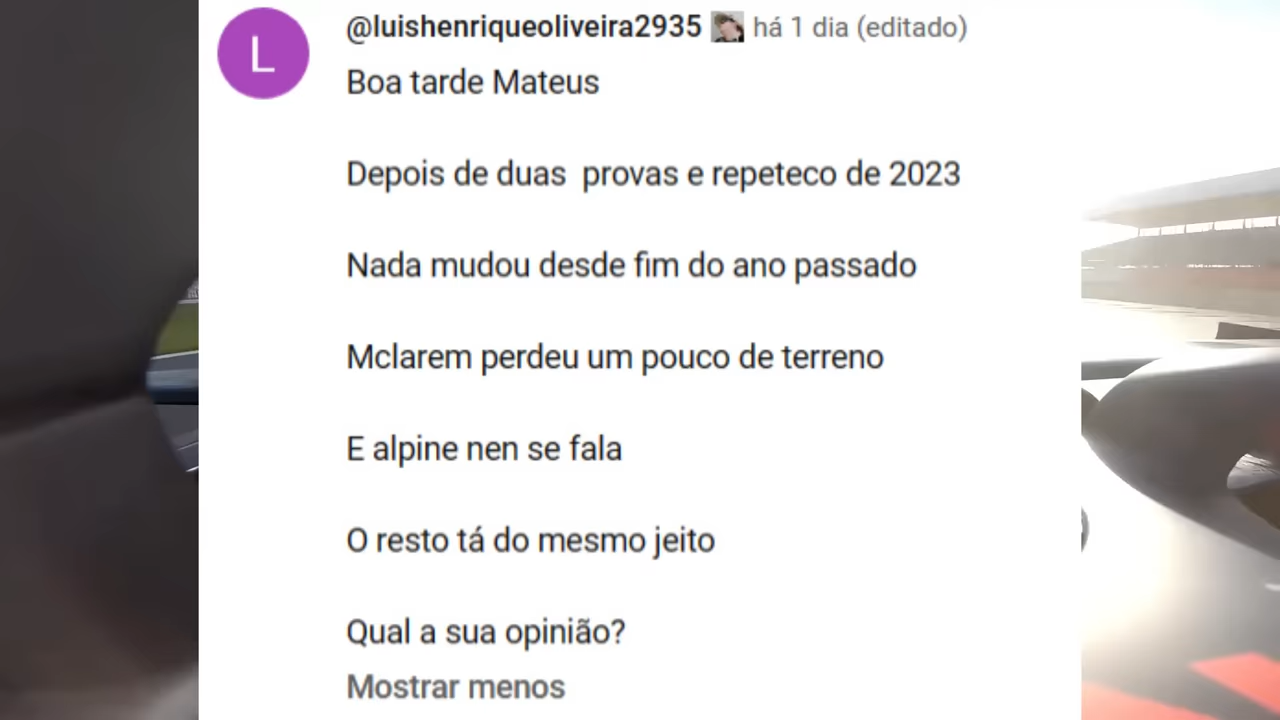 L
@luishenriqueoliveira2935 há 1 dia (editado)
Boa tarde Mateus
Depois de duas  provas e repeteco de 2023
Nada mudou desde fim do ano passado
Mclarem perdeu um pouco de terreno
E alpine nen se fala
O resto tá do mesmo jeito
Qual a sua opinião?
Mostrar menos